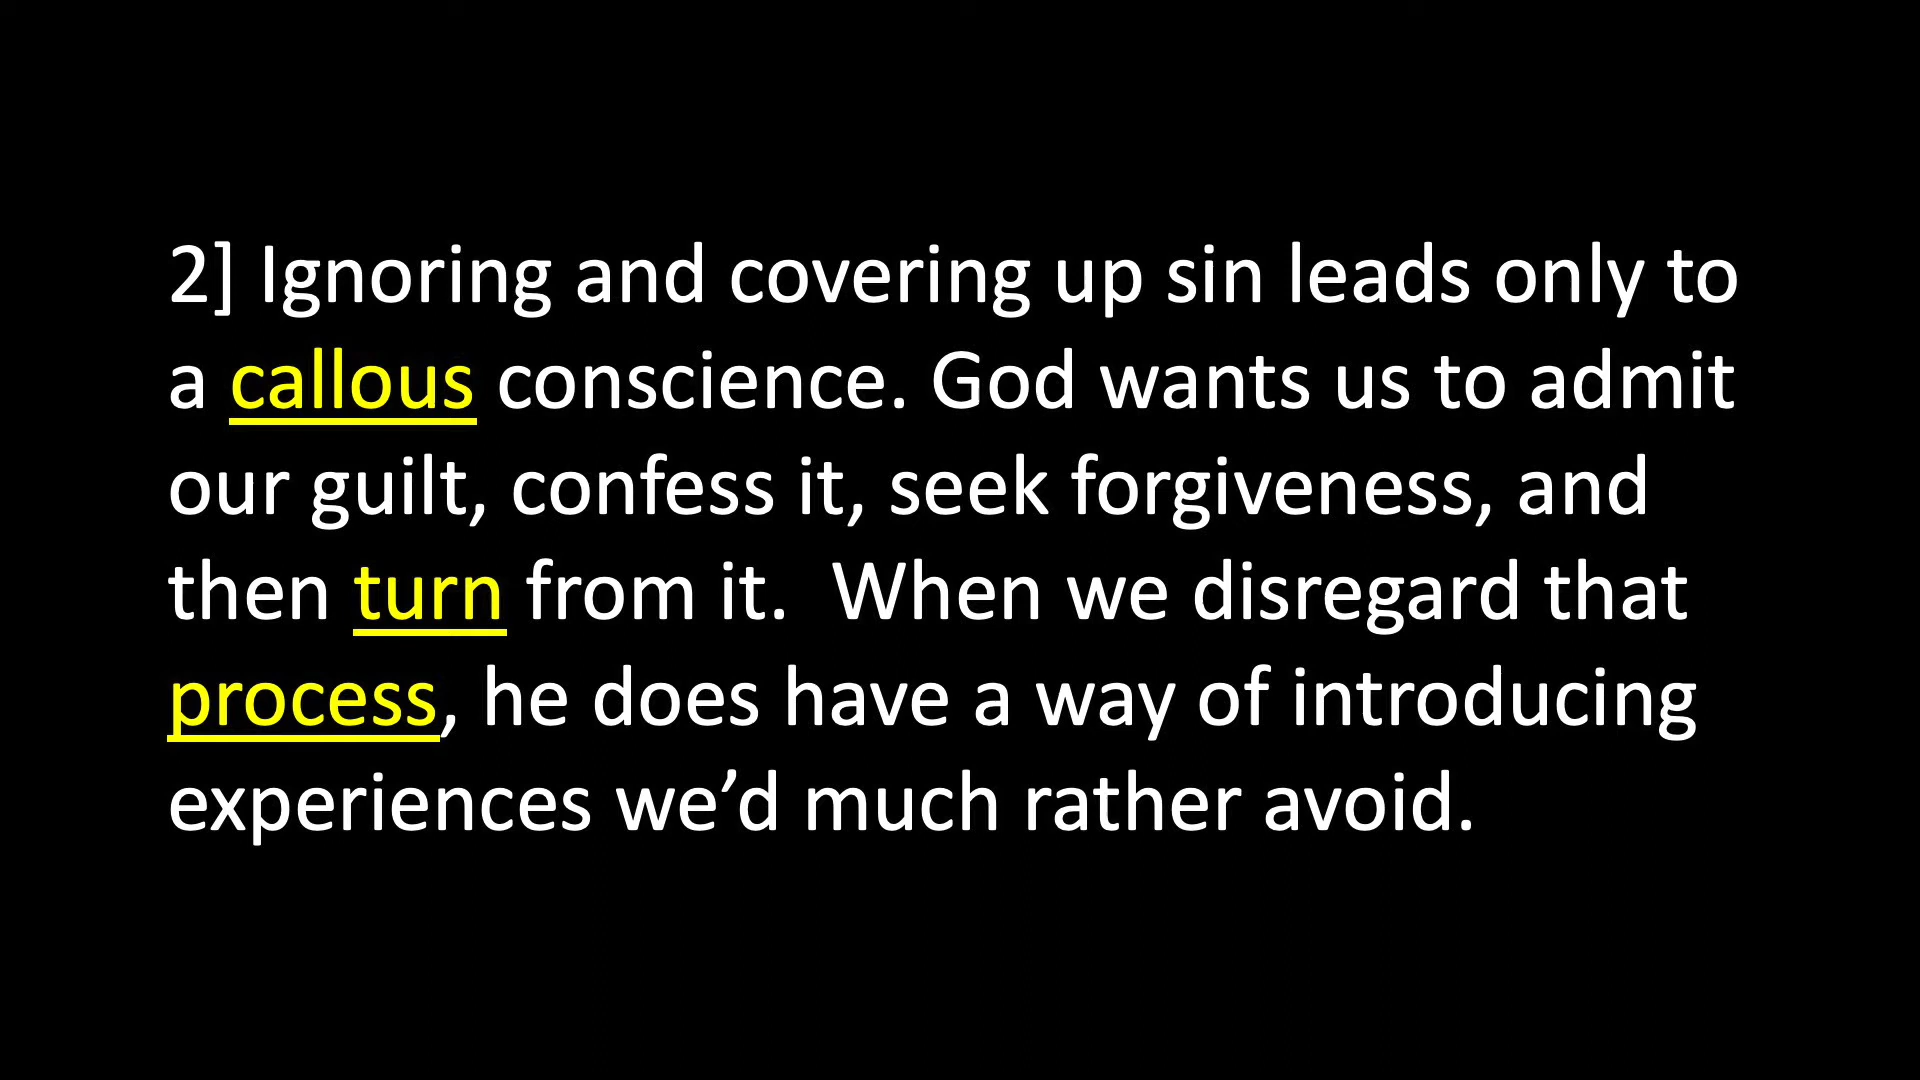 2] Ignoring and covering up sin leads only to
a callous conscience. God wants us to admit
our guilt, confess it, seek forgiveness, and
then turn from it.  When we disregard that
process, he does have a way of introducing
experiences we’d much rather avoid.